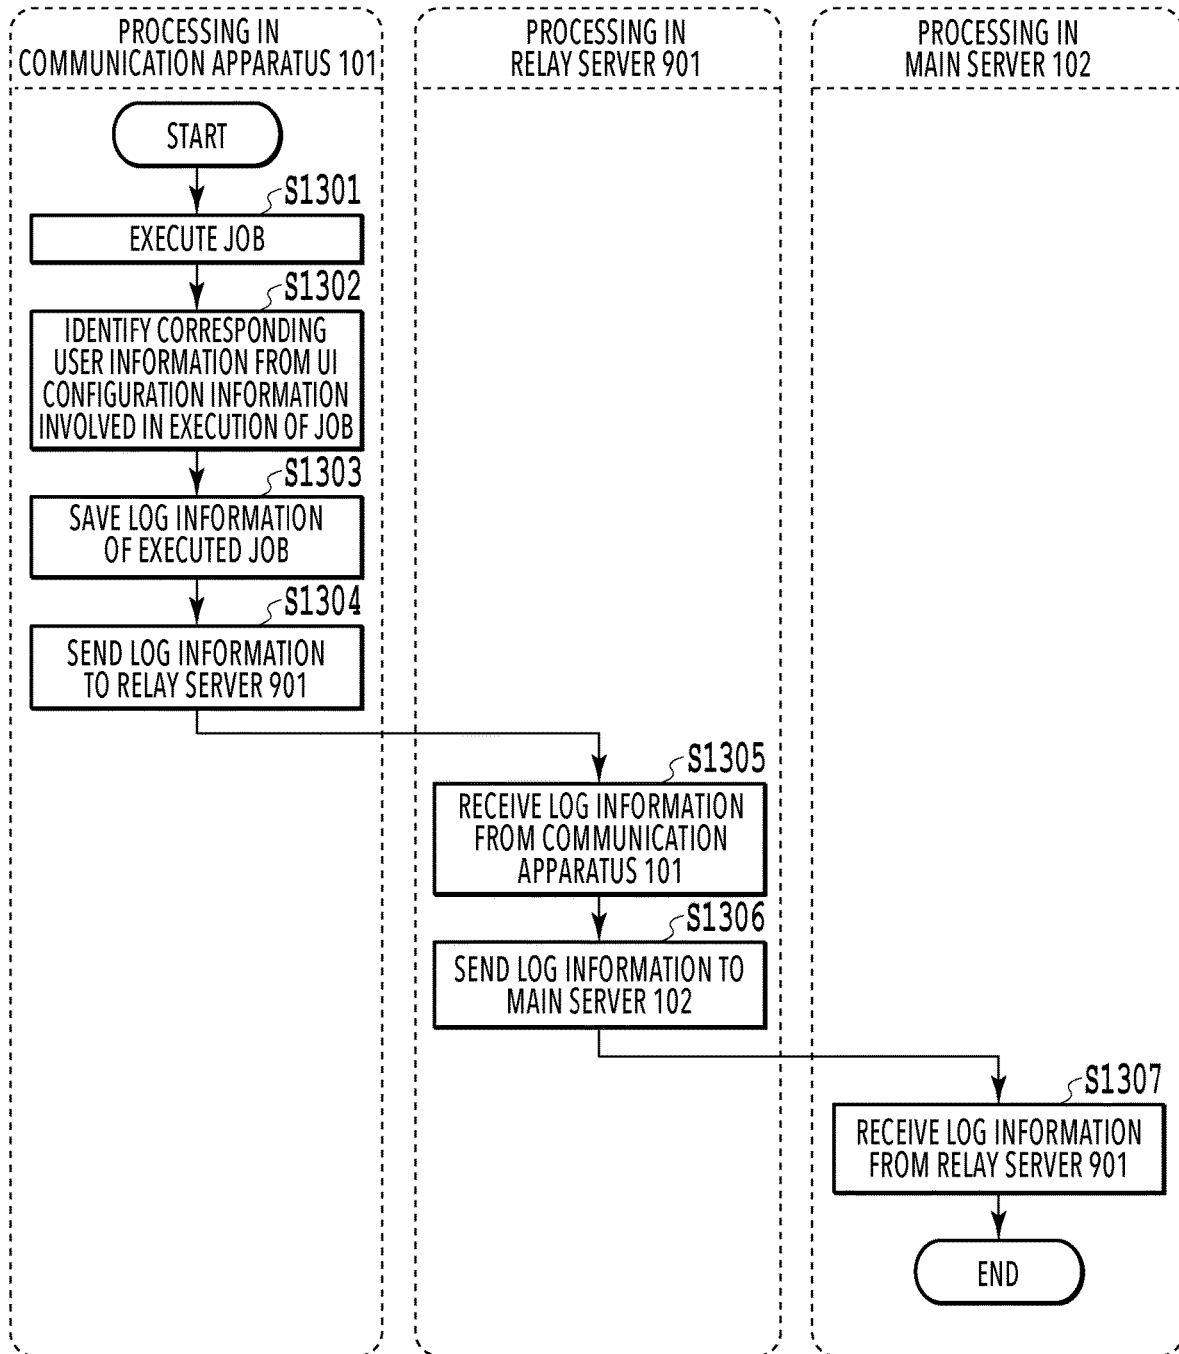 PROCESSING IN
COMMUNICATION APPARATUS 101
START
S1301
EXECUTE JOB
S1302
IDENTIFY CORRESPONDING
USER INFORMATION FROM UI
CONFIGURATION INFORMATION
INVOLVED IN EXECUTION OF JOB
S1303
SAVE LOG INFORMATION
OF EXECUTED JOB
S1304
SEND LOG INFORMATION
TO RELAY SERVER 901
PROCESSING IN
RELAY SERVER 901
S1305
RECEIVE LOG INFORMATION
FROM COMMUNICATION
APPARATUS 101
S1306
SEND LOG INFORMATION TO
MAIN SERVER 102
PROCESSING IN
MAIN SERVER 102
S1307
RECEIVE LOG INFORMATION
FROM RELAY SERVER 901
END